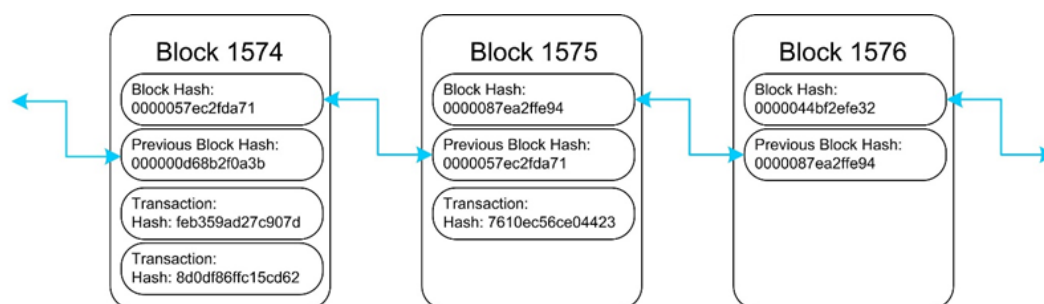 Block 1574
Block Hash:
0000057ec2fda71
Previous Block Hash:
000000d68b2f0a3b
Transaction:
Hash: feb359ad27c907d
Transaction:
Hash: 8d0df86ffc15cd62
Block 1575
Block Hash:
0000087ea2ffe94
Previous Block Hash:
0000057ec2fda71
Transaction:
Hash: 7610ec56ce04423
Block 1576
Block Hash:
0000044bf2efe32
Previous Block Hash:
0000087ea2ffe94